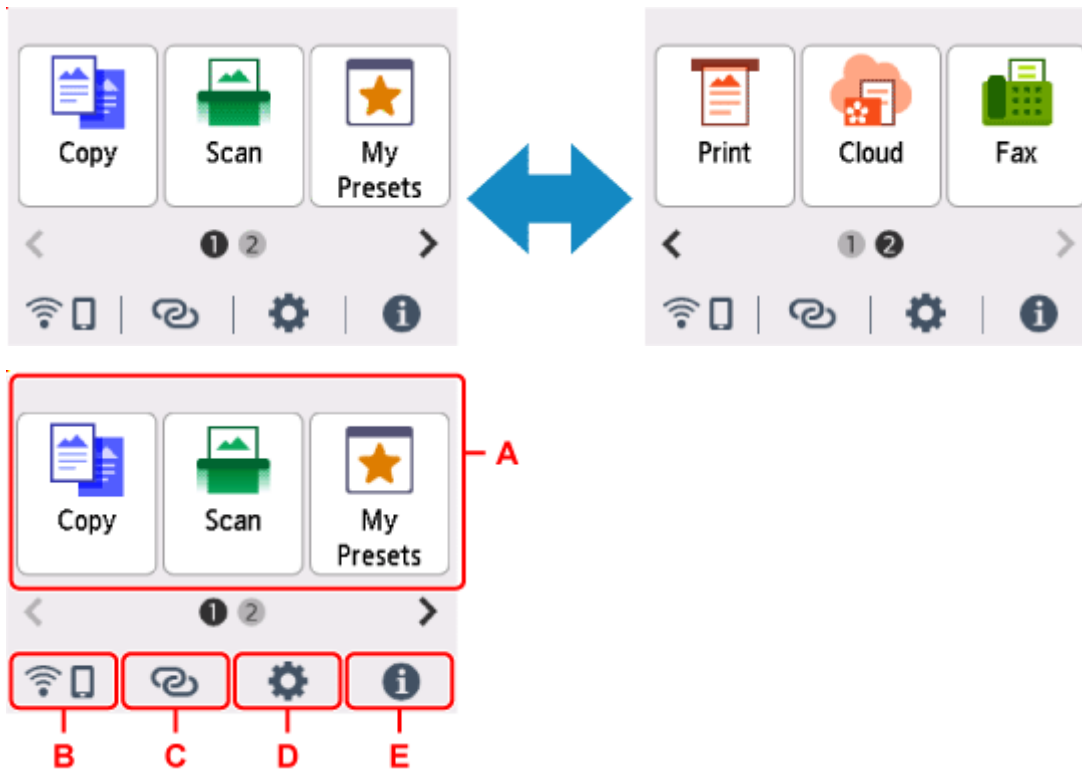 Copy
Scan
My
Presets
1 2
Print
Cloud
Fax
1 2
Copy
Scan
My
Presets
A
1 2
B
C
D
E